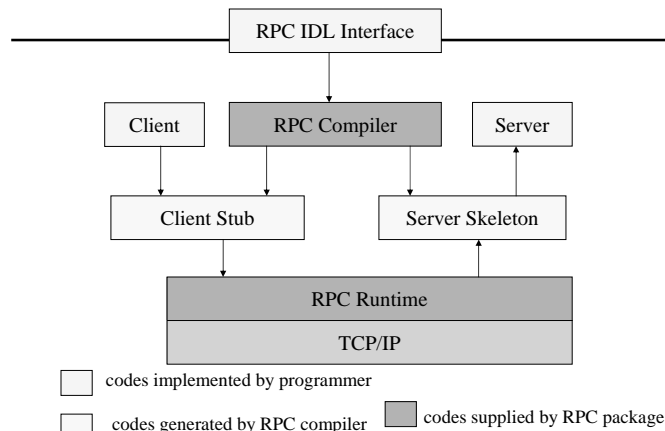 RPC IDL Interface
Client
RPC Compiler
Server
Client Stub
Server Skeleton
RPC Runtime
TCP/IP
codes implemented by programmer
codes generated by RPC compiler
codes supplied by RPC package